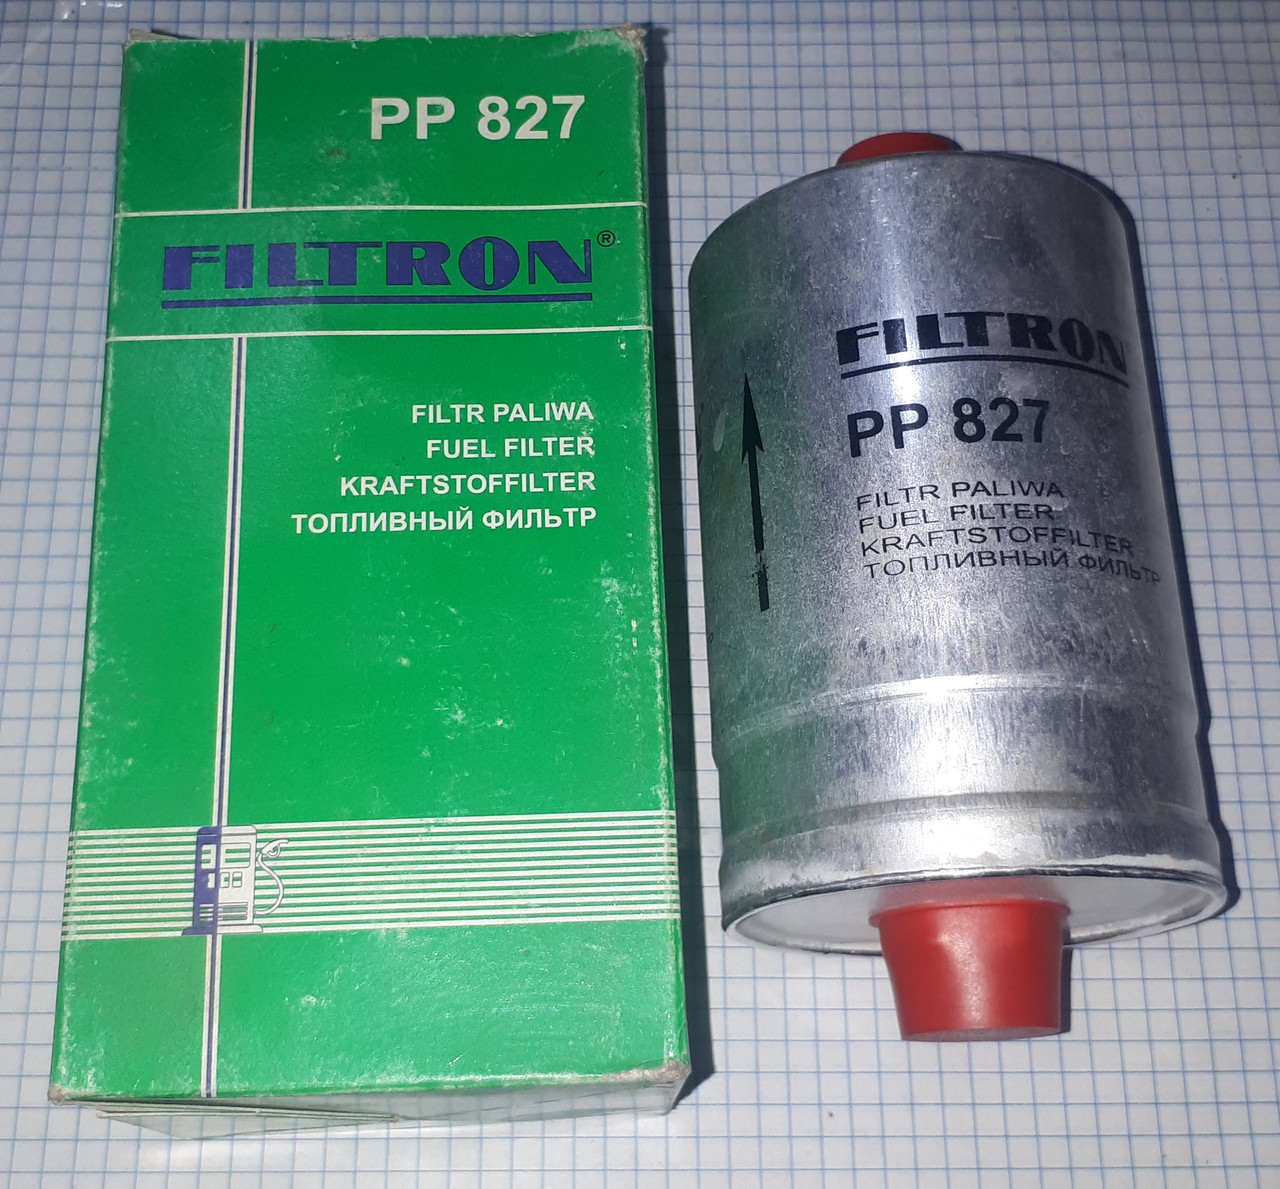 PP 827
FILTRON®
FILTR PALIWA
FUEL FILTER
KRAFTSTOFFILTER
ТОПЛИВНЫЙ ФИЛЬТР
FILTRON
PP 827
FILTR PALIWA
FUEL FILTER
KRAFTSTOFFILTER
ТОПЛИВНЫЙ ФИЛЬТР